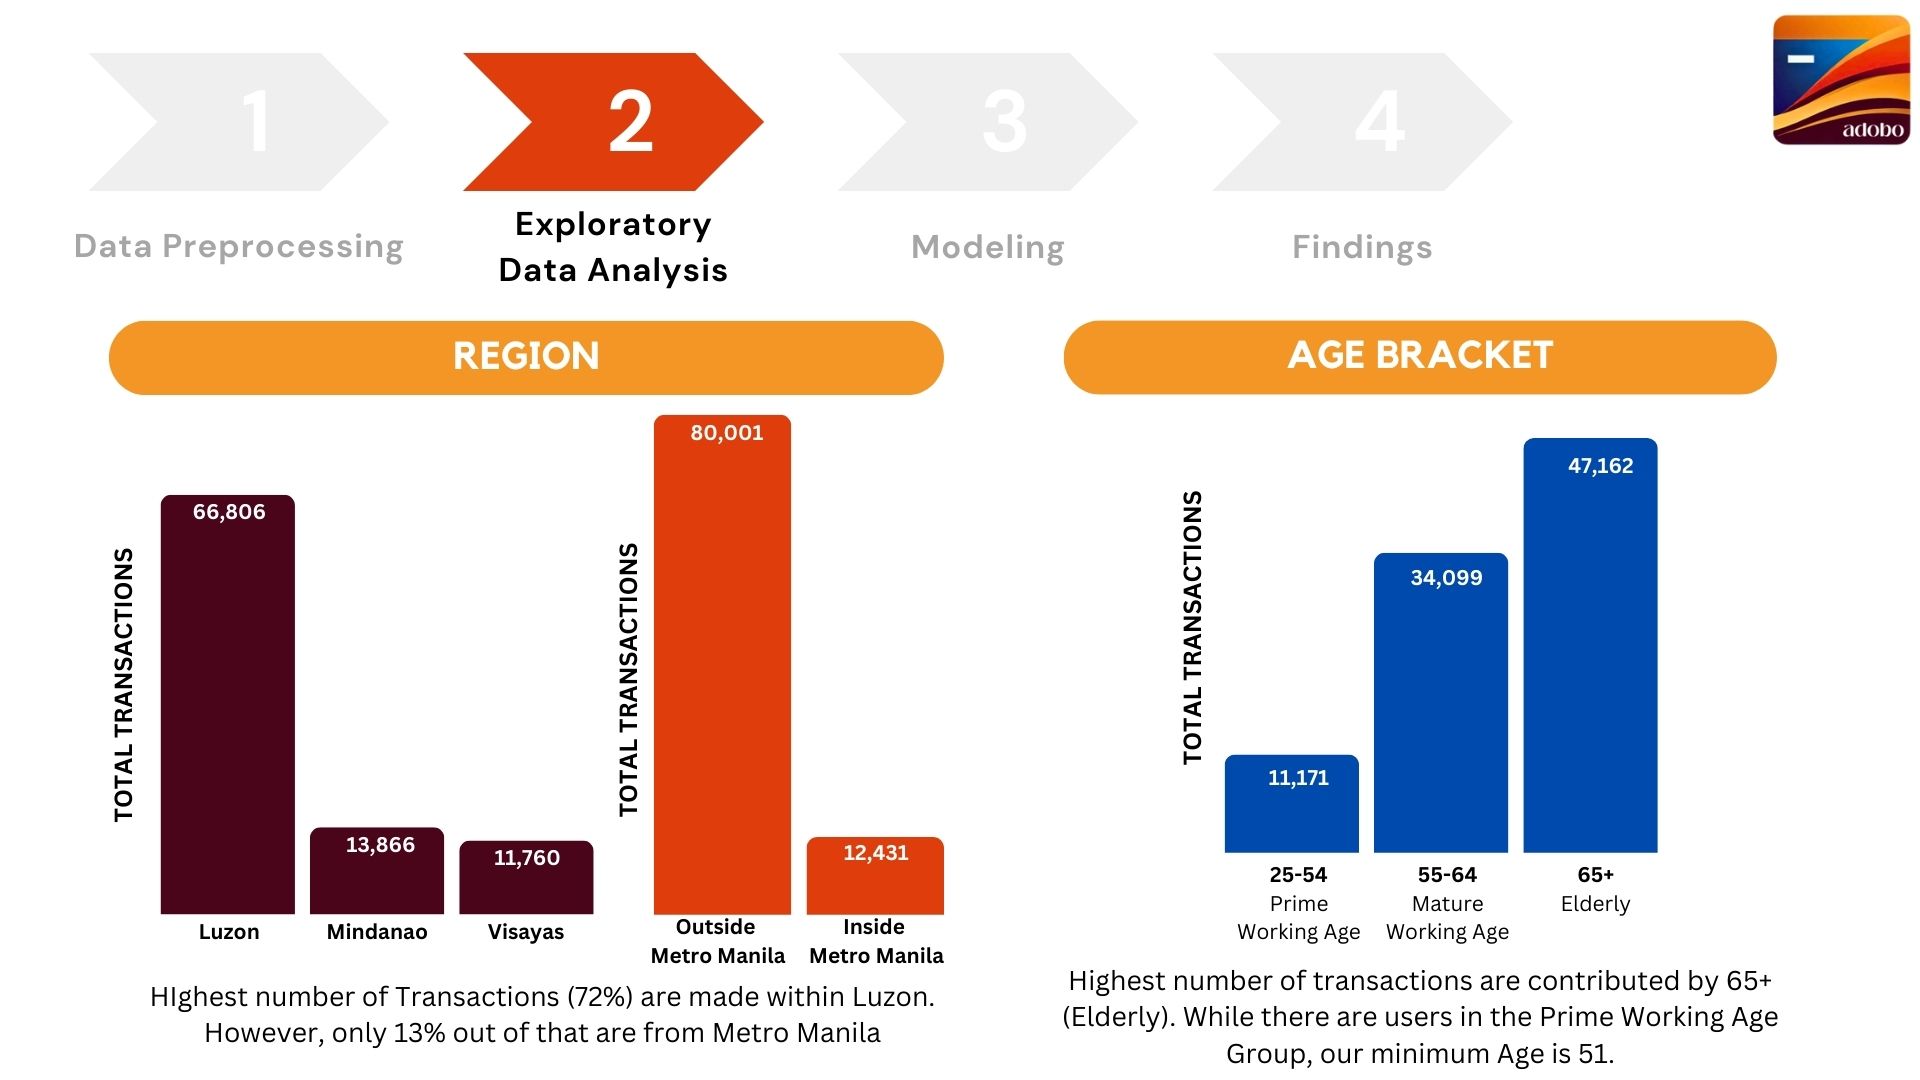 1
2
3
4
adobo
Data Preprocessing
Exploratory
Data Analysis
Modeling
Findings
REGION
TOTAL TRANSACTIONS
66,806
13,866
11,760
Luzon
Mindanao
Visayas
TOTAL TRANSACTIONS
80,001
12,431
Outside
Metro Manila
Inside
Metro Manila
HIghest number of Transactions (72%) are made within Luzon.
However, only 13% out of that are from Metro Manila
AGE BRACKET
TOTAL TRANSACTIONS
11,171
34,099
47,162
25-54
Prime
Working Age
55-64
Mature
Working Age
65+
Elderly
Highest number of transactions are contributed by 65+
(Elderly). While there are users in the Prime Working Age
Group, our minimum Age is 51.